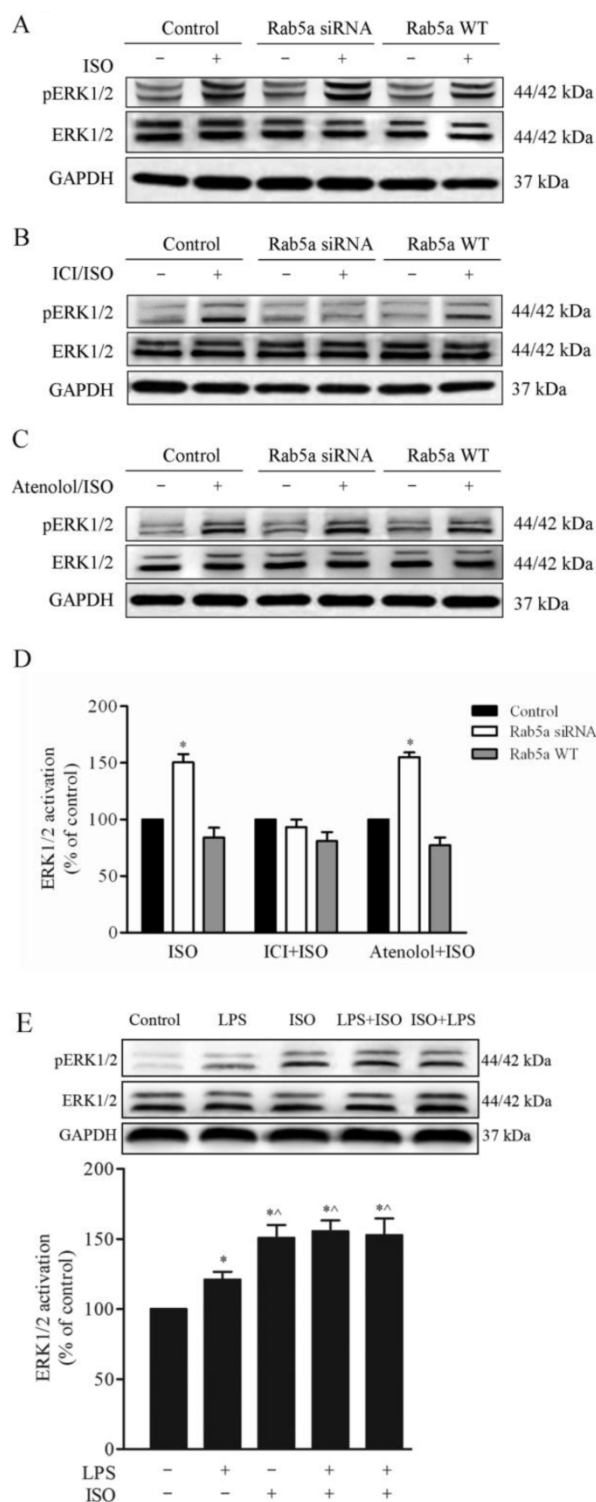 A
Control Rab5a siRNA Rab5a WT
ISO − + − + − +
pERK1/2 44/42 kDa
ERK1/2 44/42 kDa
GAPDH 37 kDa
B
Control Rab5a siRNA Rab5a WT
ICI/ISO − + − + − +
pERK1/2 44/42 kDa
ERK1/2 44/42 kDa
GAPDH 37 kDa
C
Control Rab5a siRNA Rab5a WT
Atenolol/ISO − + − + − +
pERK1/2 44/42 kDa
ERK1/2 44/42 kDa
GAPDH 37 kDa
D
ERK1/2 activation
(% of control)
200
150
100
50
0
* *
Control
Rab5a siRNA
Rab5a WT
ISO ICI+ISO Atenolol+ISO
E
Control LPS ISO LPS+ISO ISO+LPS
pERK1/2 44/42 kDa
ERK1/2 44/42 kDa
GAPDH 37 kDa
ERK1/2 activation
(% of control)
200
150
100
50
0
* *^ *^ *^
LPS − + − + +
ISO − − + + +